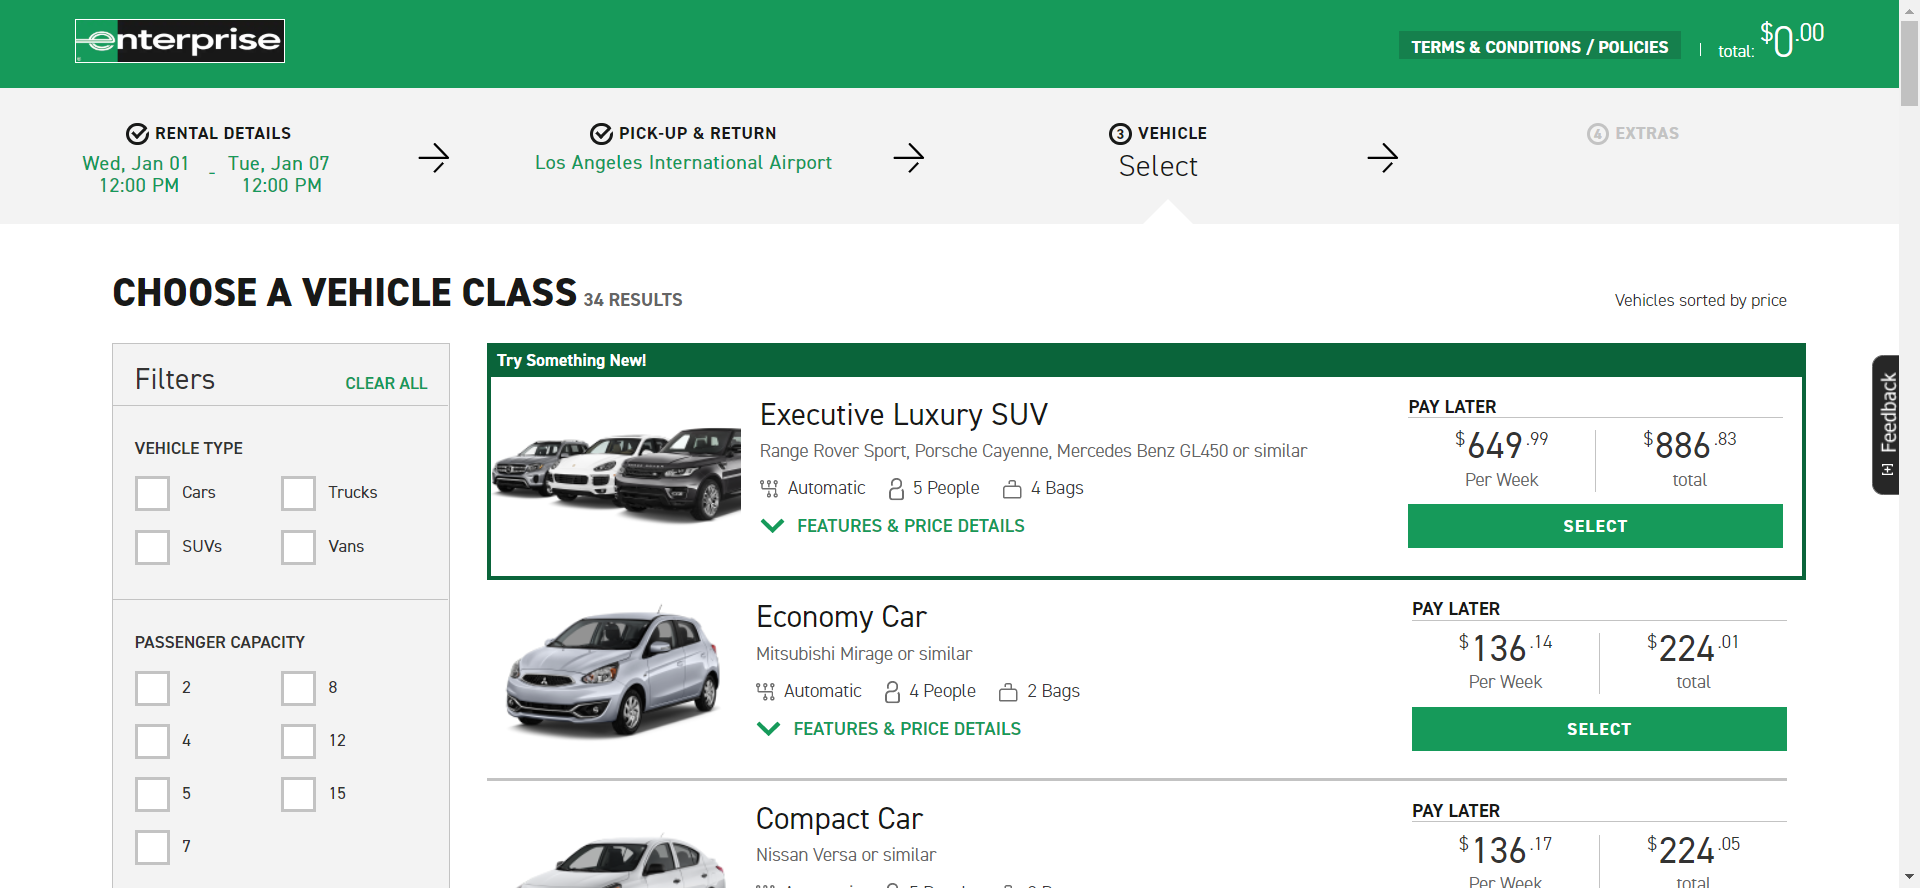 enterprise
TERMS & CONDITIONS / POLICIES
total: $0.00
RENTAL DETAILS
Wed, Jan 01 - Tue, Jan 07
12:00 PM 12:00 PM
PICK-UP & RETURN
Los Angeles International Airport
3 VEHICLE
Select
4 EXTRAS
CHOOSE A VEHICLE CLASS 34 RESULTS
Vehicles sorted by price
Filters CLEAR ALL
VEHICLE TYPE
Cars Trucks
SUVs Vans
PASSENGER CAPACITY
2 8
4 12
5 15
7
Try Something New!
Executive Luxury SUV
Range Rover Sport, Porsche Cayenne, Mercedes Benz GL450 or similar
Automatic 5 People 4 Bags
FEATURES & PRICE DETAILS
PAY LATER
$649.99 $886.83
Per Week total
SELECT
Economy Car
Mitsubishi Mirage or similar
Automatic 4 People 2 Bags
FEATURES & PRICE DETAILS
PAY LATER
$136.14 $224.01
Per Week total
SELECT
Compact Car
Nissan Versa or similar
PAY LATER
$136.17 $224.05
Per Week total
[+] Feedback